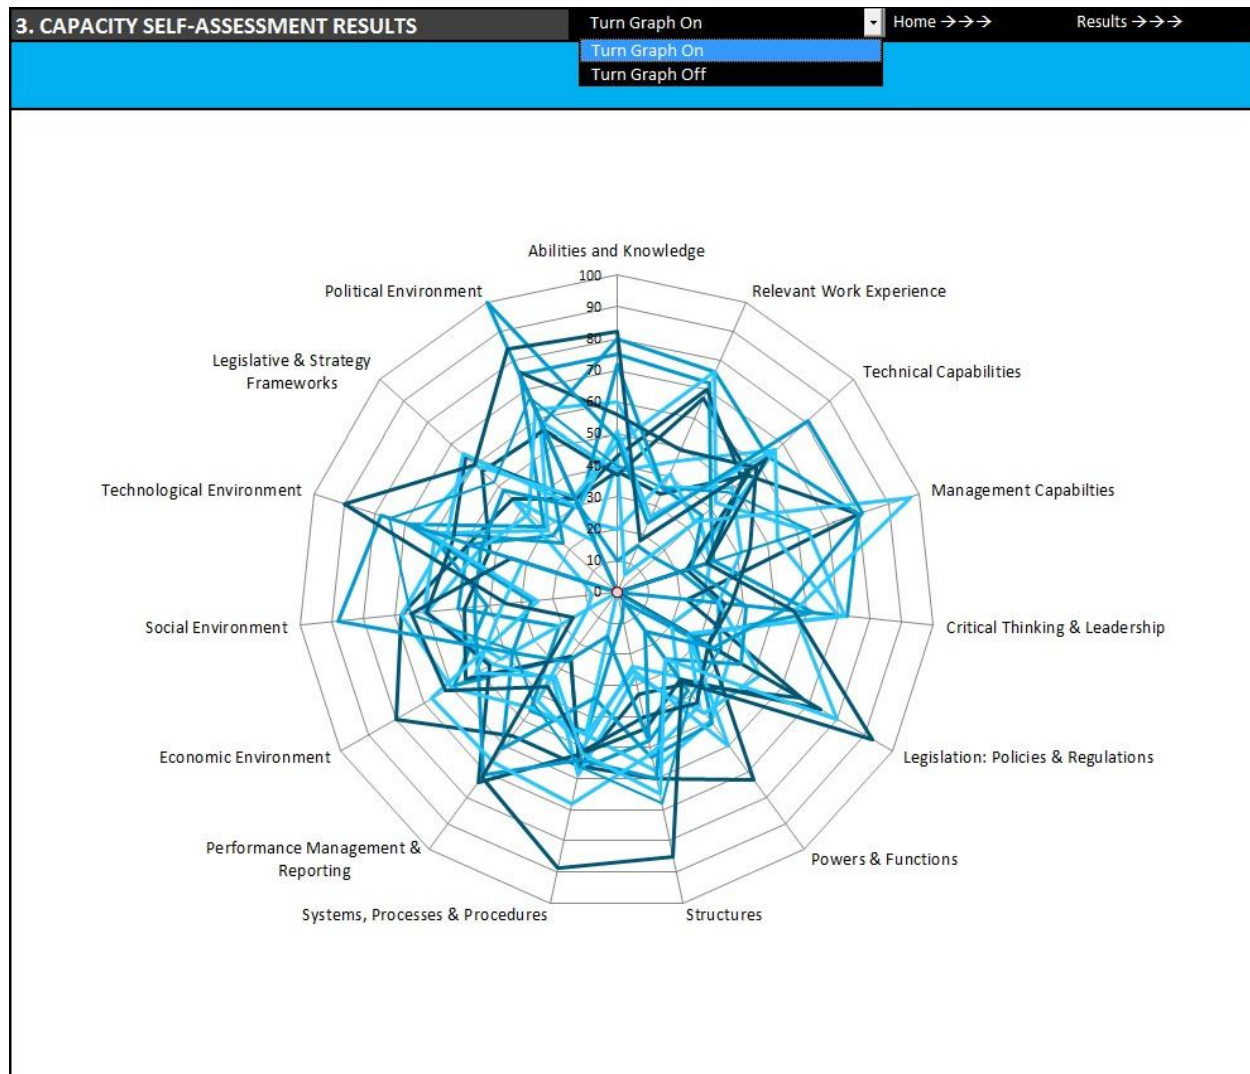 3. CAPACITY SELF-ASSESSMENT RESULTS
Turn Graph On
Home →→→
Results →→→
Turn Graph On
Turn Graph Off
Abilities and Knowledge
100
90
80
70
60
50
40
30
20
10
0
Relevant Work Experience
Technical Capabilities
Management Capabilties
Critical Thinking & Leadership
Legislation: Policies & Regulations
Powers & Functions
Structures
Systems, Processes & Procedures
Performance Management &
Reporting
Economic Environment
Social Environment
Technological Environment
Legislative & Strategy
Frameworks
Political Environment